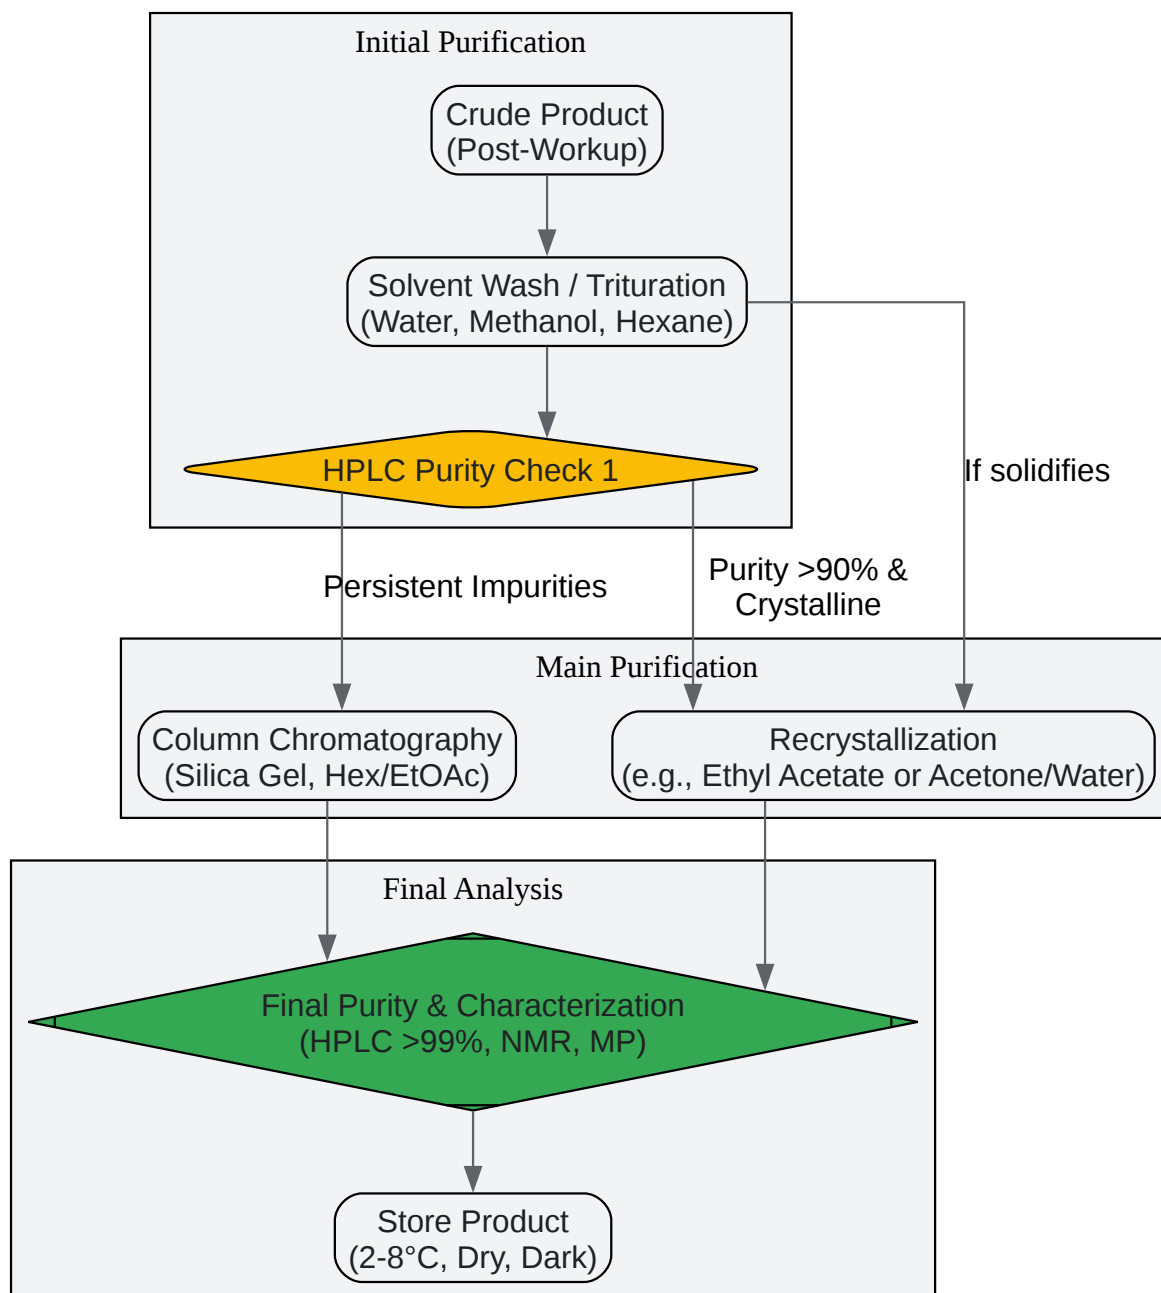 Initial Purification
Crude Product
(Post-Workup)
Solvent Wash / Trituration
(Water, Methanol, Hexane)
HPLC Purity Check 1
If solidifies
Persistent Impurities
Purity >90% &
Crystalline
Main Purification
Column Chromatography
(Silica Gel, Hex/EtOAc)
Recrystallization
(e.g., Ethyl Acetate or Acetone/Water)
Final Analysis
Final Purity & Characterization
(HPLC >99%, NMR, MP)
Store Product
(2-8°C, Dry, Dark)